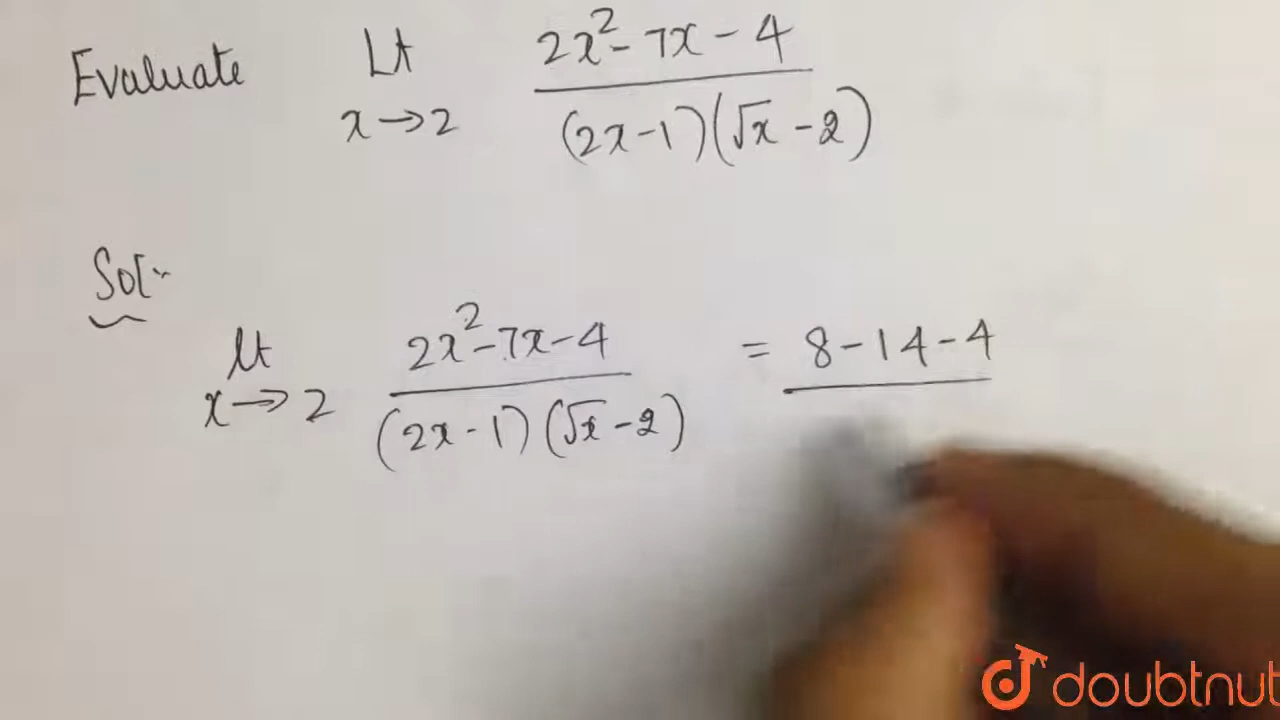 Evaluate Lt x→2 (2x²-7x-4)/((2x-1)(√x-2))
Sol:
lt x→2 (2x²-7x-4)/((2x-1)(√x-2)) = 8-14-4
doubtnut